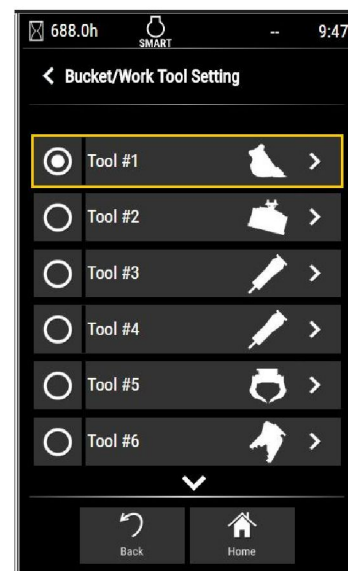 688.0h SMART -- 9:47
Bucket/Work Tool Setting
Tool #1
Tool #2
Tool #3
Tool #4
Tool #5
Tool #6
Back Home